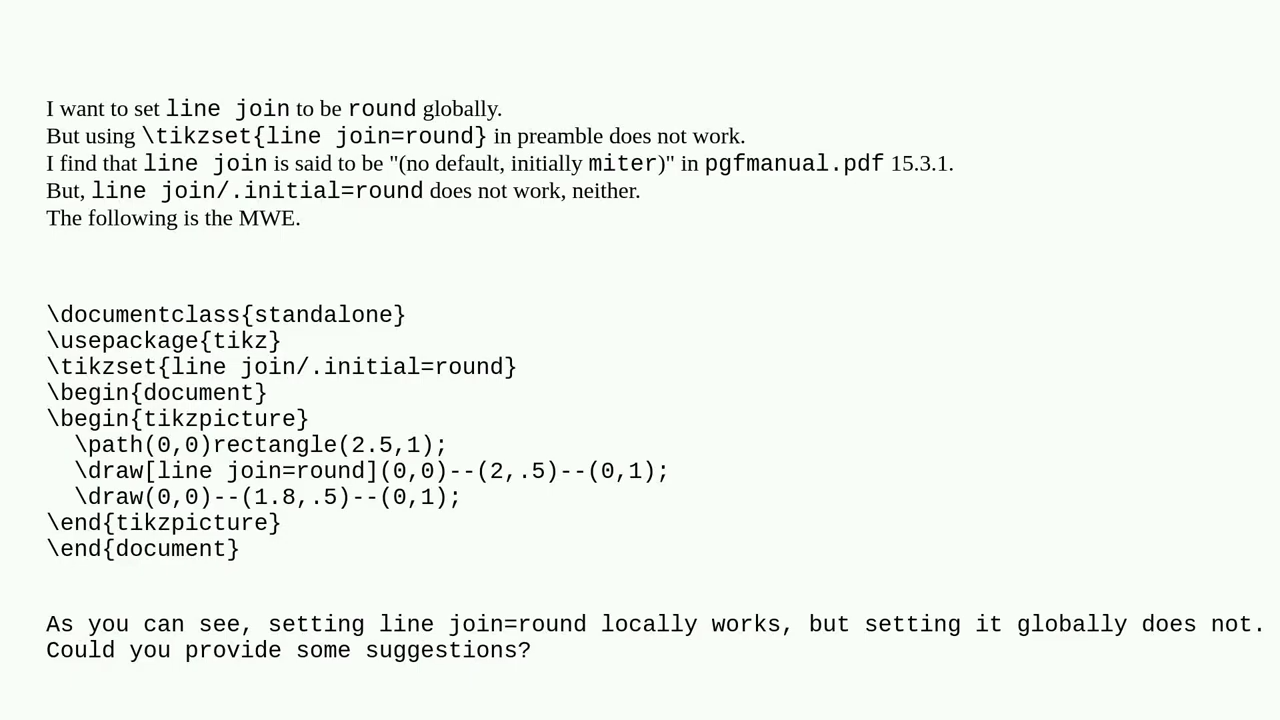 I want to set line join to be round globally.
But using \tikzset{line join=round} in preamble does not work.
I find that line join is said to be "(no default, initially miter)" in pgfmanual.pdf 15.3.1.
But, line join/.initial=round does not work, neither.
The following is the MWE.
\documentclass{standalone}
\usepackage{tikz}
\tikzset{line join/.initial=round}
\begin{document}
\begin{tikzpicture}
  \path(0,0)rectangle(2.5,1);
  \draw[line join=round](0,0)--(2,.5)--(0,1);
  \draw(0,0)--(1.8,.5)--(0,1);
\end{tikzpicture}
\end{document}
As you can see, setting line join=round locally works, but setting it globally does not.
Could you provide some suggestions?